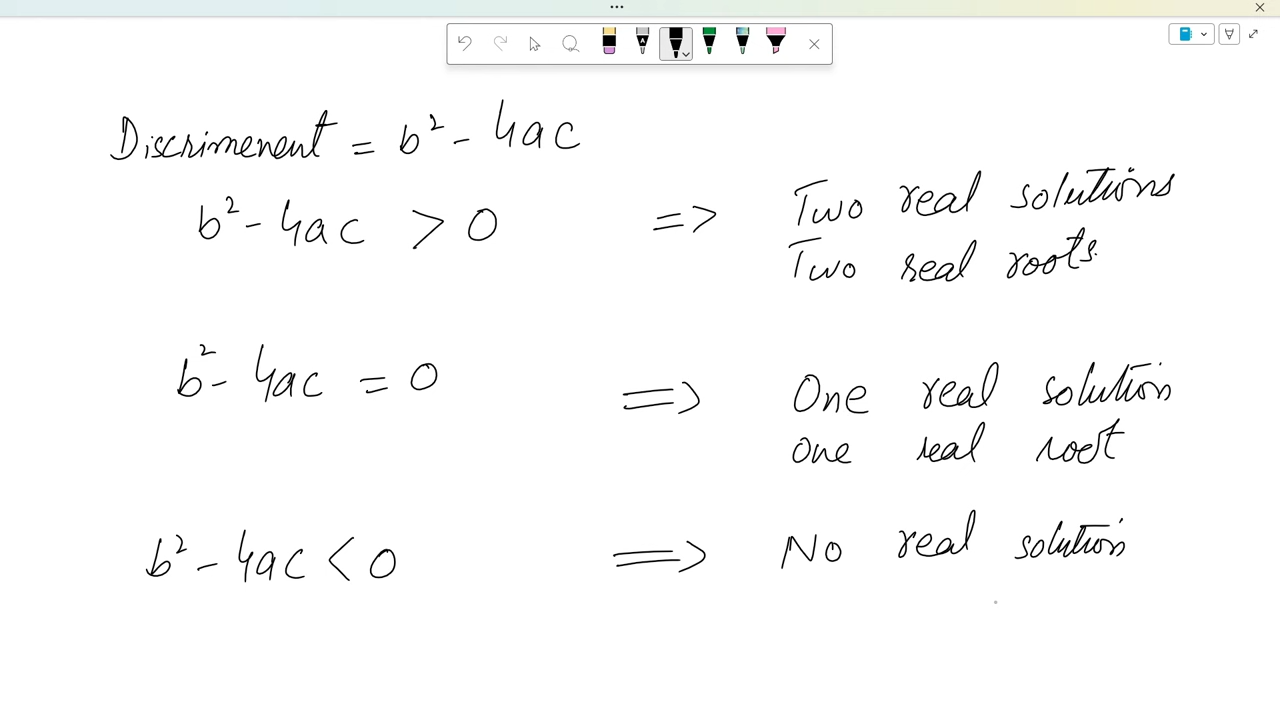 Discrimenent = b² - 4ac
b² - 4ac > 0 => Two real solutions
Two real roots.
b² - 4ac = 0 => One real solution
One real root
b² - 4ac < 0 => No real solution